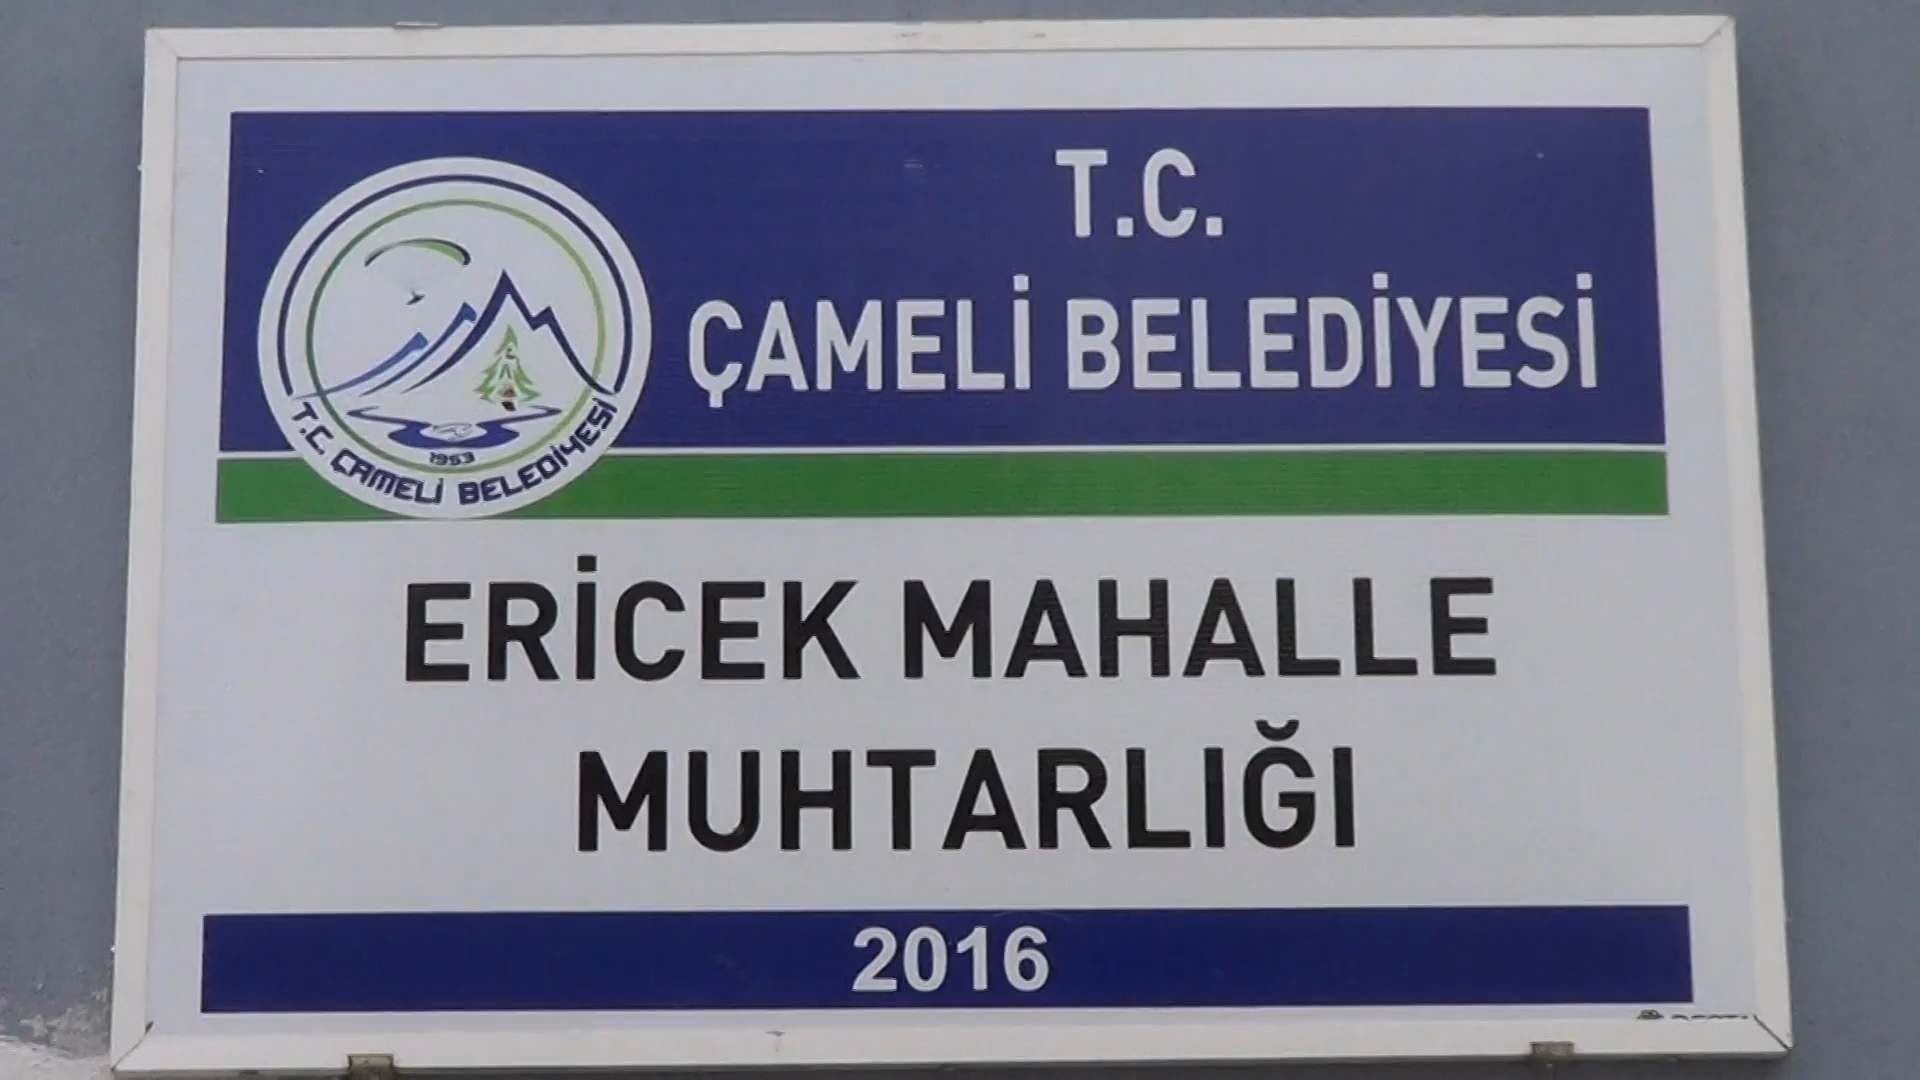 T.C.
ÇAMELİ BELEDİYESİ
1953
T.C. ÇAMELİ BELEDİYESİ
ERİCEK MAHALLE
MUHTARLIĞI
2016